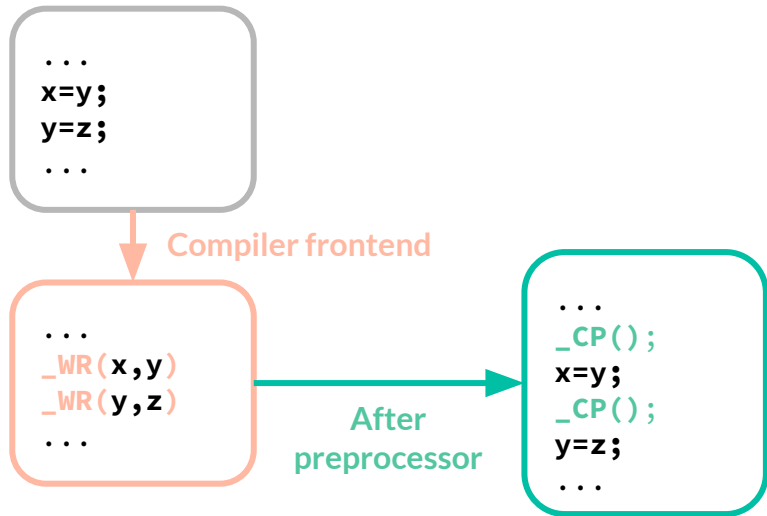 ...
x=y;
y=z;
...
Compiler frontend
...
_WR(x,y)
_WR(y,z)
...
After
preprocessor
...
_CP();
x=y;
_CP();
y=z;
...